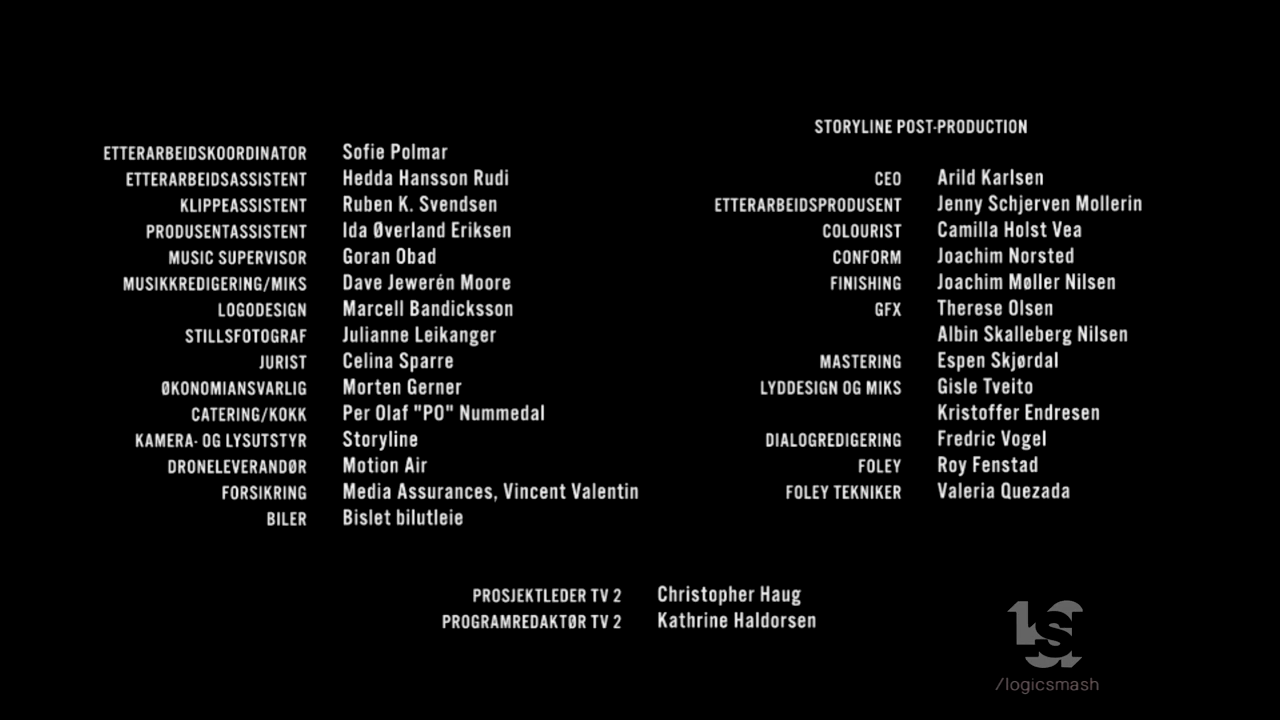 ETTERARBEIDSKOORDINATOR Sofie Polmar
ETTERARBEIDSASSISTENT Hedda Hansson Rudi
KLIPPEASSISTENT Ruben K. Svendsen
PRODUSENTASSISTENT Ida Øverland Eriksen
MUSIC SUPERVISOR Goran Obad
MUSIKKREDIGERING/MIKS Dave Jewerén Moore
LOGODESIGN Marcell Bandicksson
STILLSFOTOGRAF Julianne Leikanger
JURIST Celina Sparre
ØKONOMIANSVARLIG Morten Gerner
CATERING/KOKK Per Olaf "PO" Nummedal
KAMERA- OG LYSUTSTYR Storyline
DRONELEVERANDØR Motion Air
FORSIKRING Media Assurances, Vincent Valentin
BILER Bislet bilutleie
STORYLINE POST-PRODUCTION
CEO Arild Karlsen
ETTERARBEIDSPRODUSENT Jenny Schjerven Mollerin
COLOURIST Camilla Holst Vea
CONFORM Joachim Norsted
FINISHING Joachim Møller Nilsen
GFX Therese Olsen
Albin Skalleberg Nilsen
MASTERING Espen Skjørdal
LYDDESIGN OG MIKS Gisle Tveito
Kristoffer Endresen
DIALOGREDIGERING Fredric Vogel
FOLEY Roy Fenstad
FOLEY TEKNIKER Valeria Quezada
PROSJEKTLEDER TV 2 Christopher Haug
PROGRAMREDAKTØR TV 2 Kathrine Haldorsen
/logicsmash